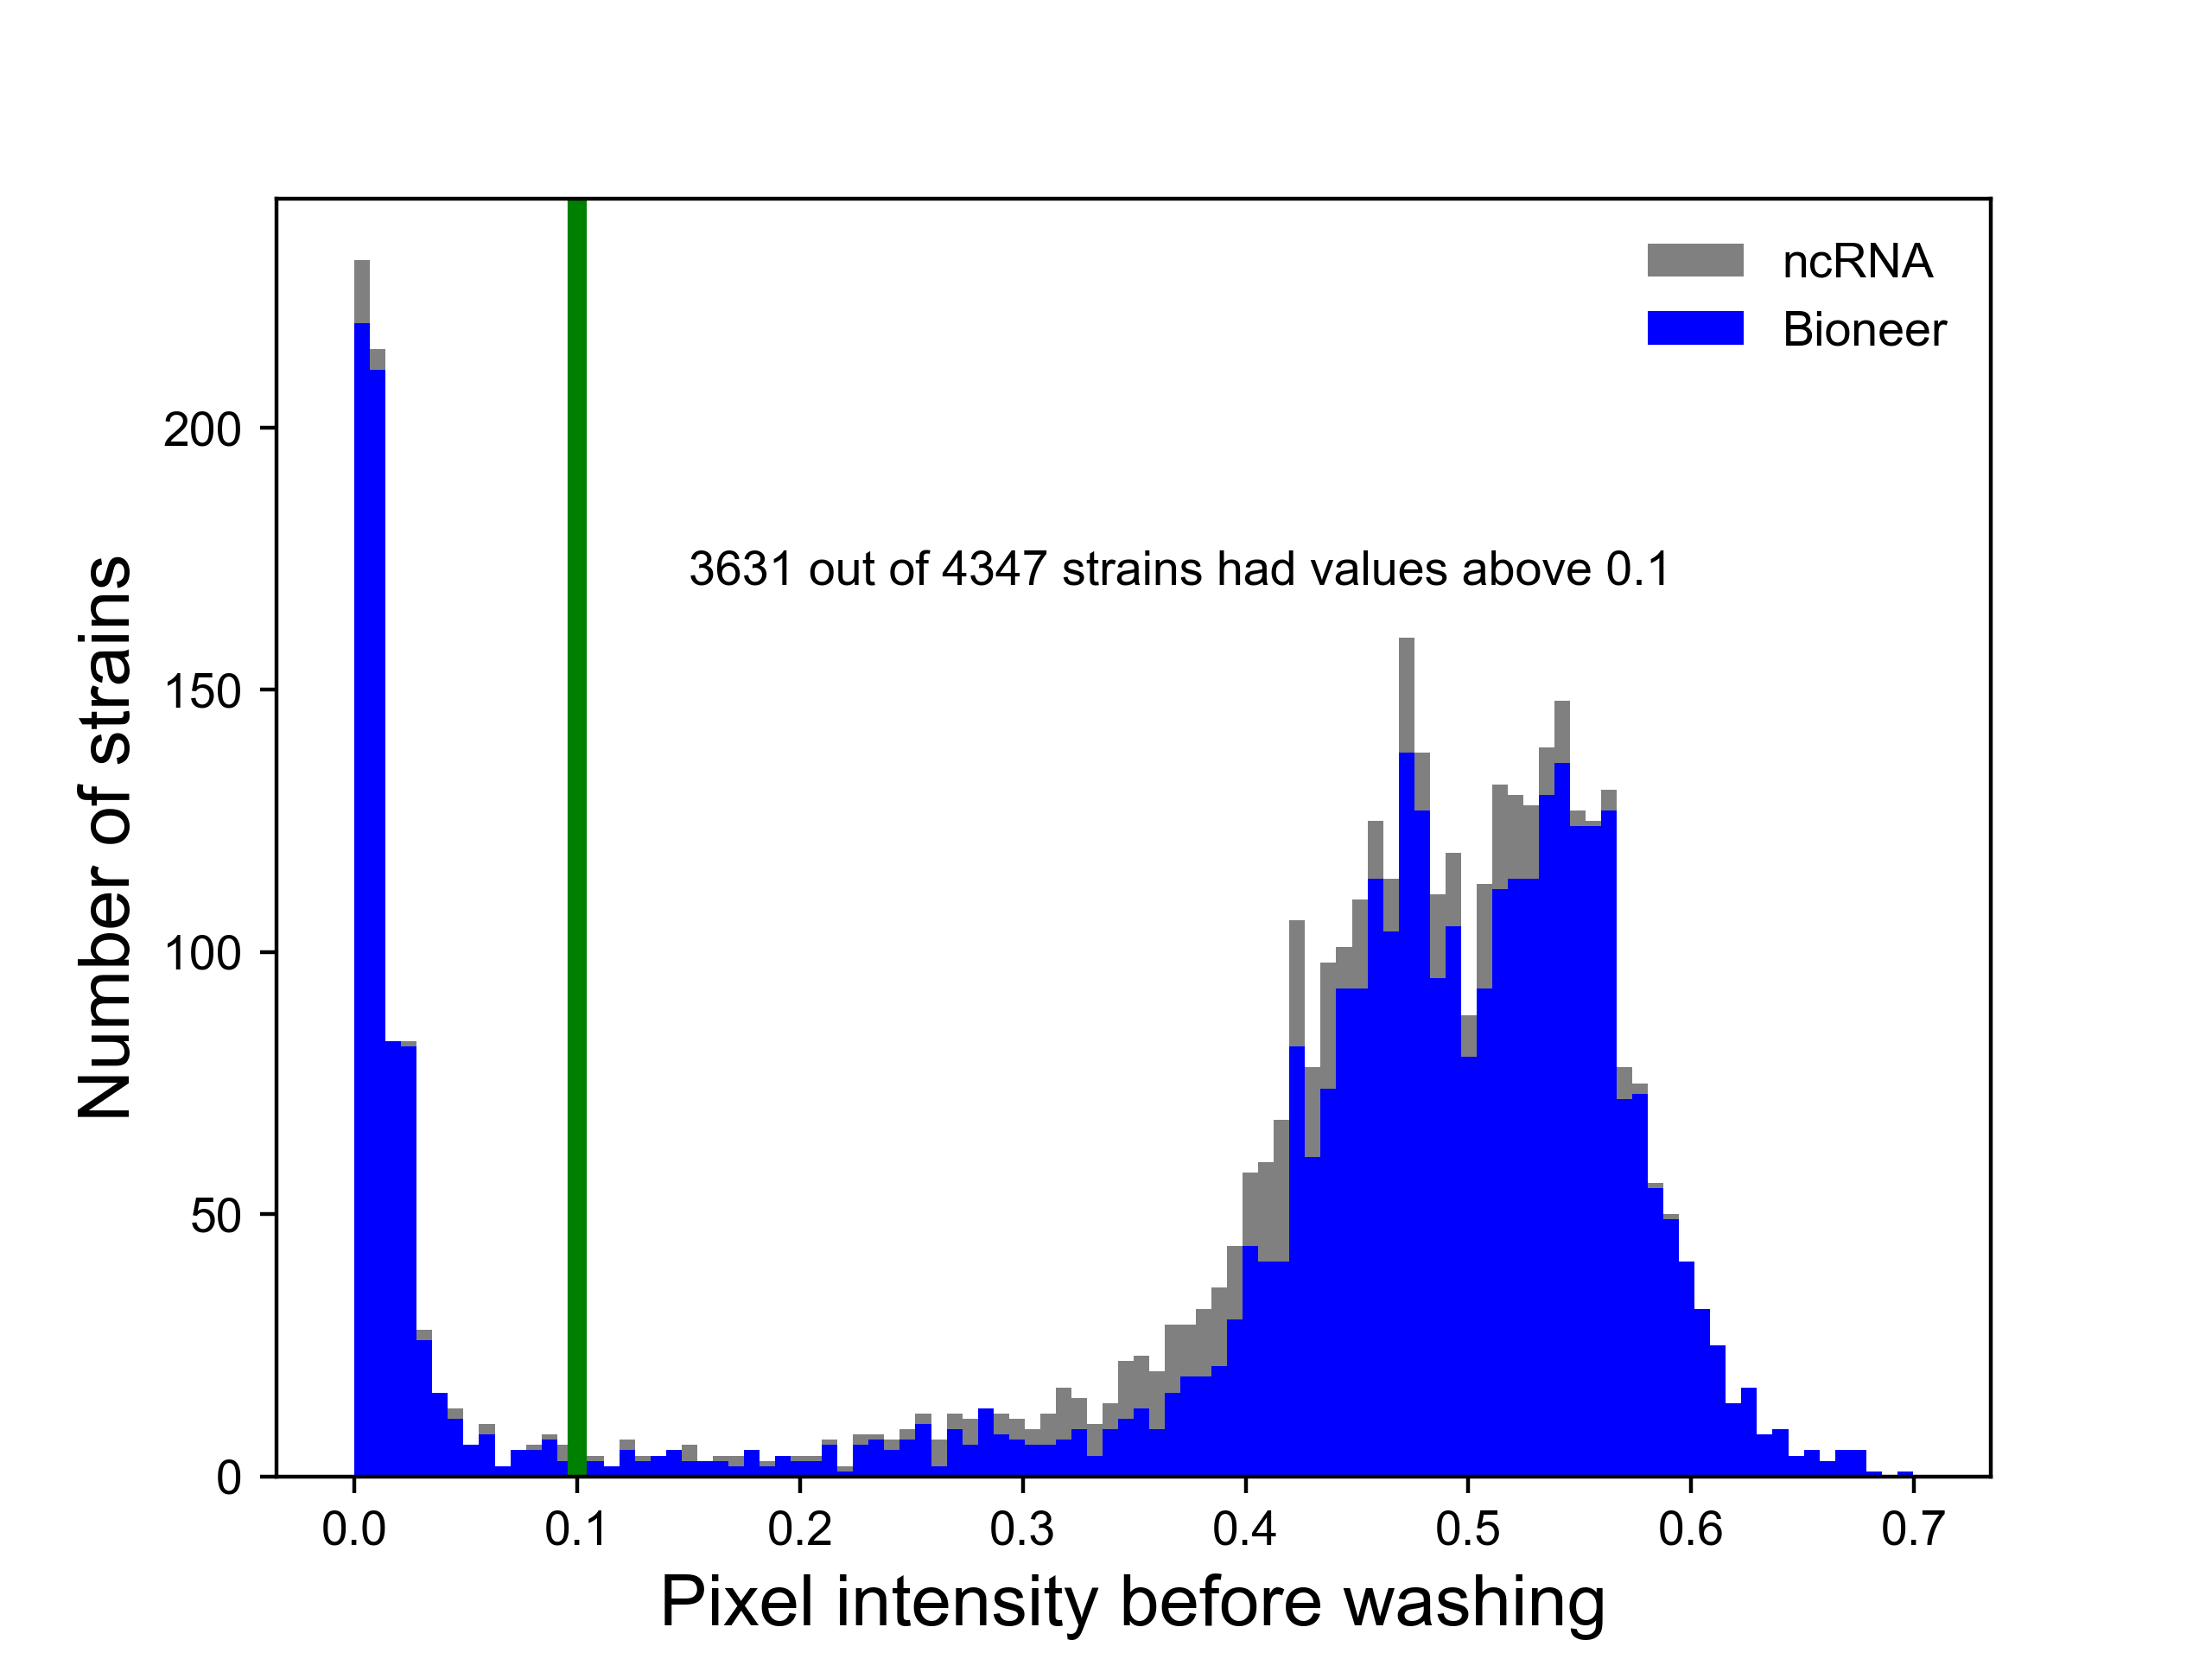 ncRNA
Bioneer
3631 out of 4347 strains had values above 0.1
Number of strains
200
150
100
50
0
0.0 0.1 0.2 0.3 0.4 0.5 0.6 0.7
Pixel intensity before washing